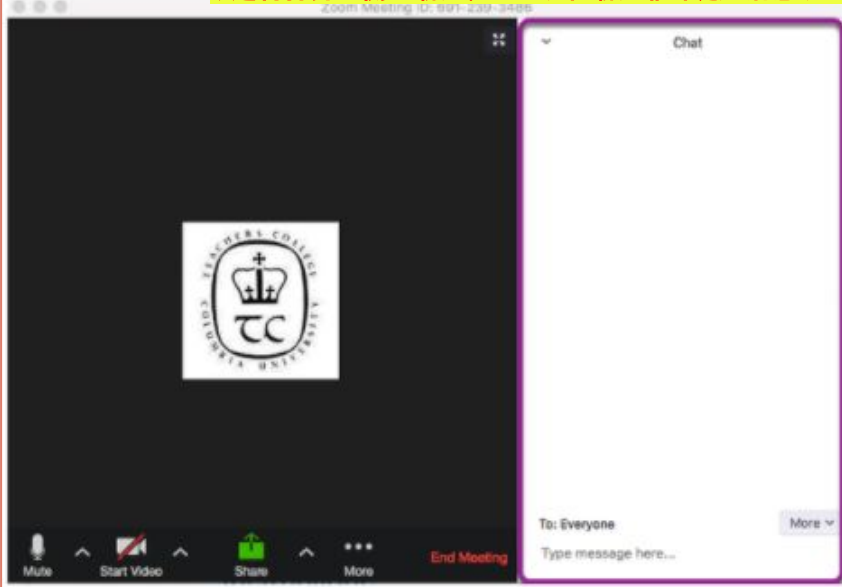 Zoom Meeting ID: 691-239-3486
Chat
TEACHERS COLLEGE
TC
COLUMBIA UNIVERSITY
To: Everyone
More
Type message here...
Mute
Start Video
Share
More
End Meeting